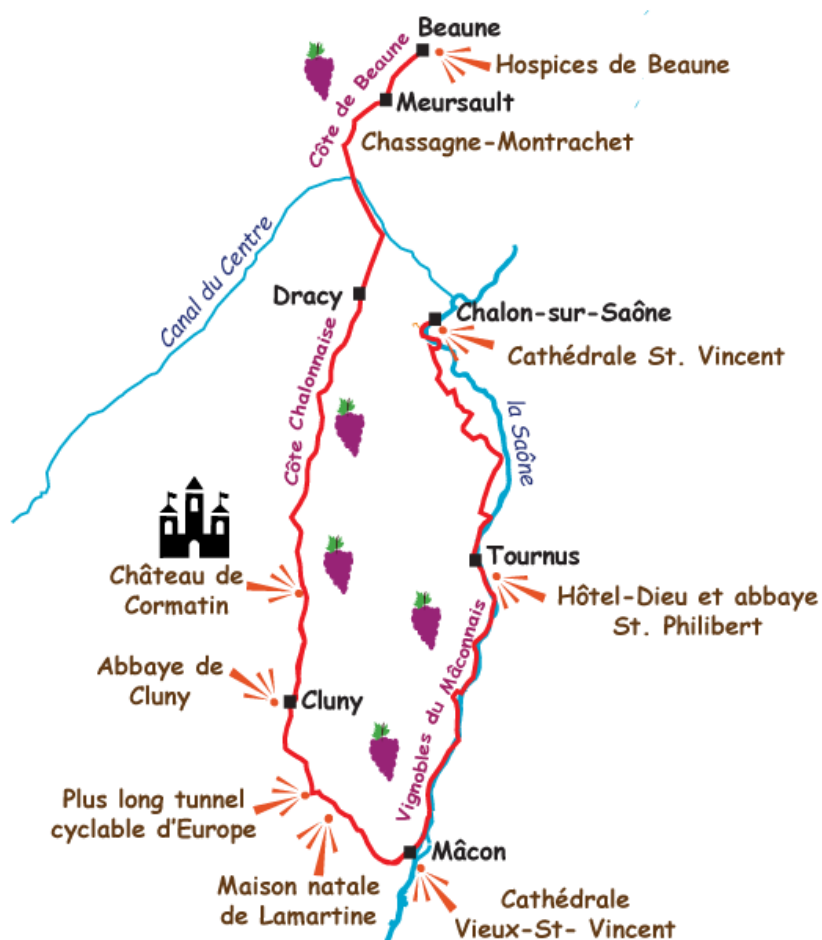 Beaune
Hospices de Beaune
Côte de Beaune
Meursault
Chassagne-Montrachet
Canal du Centre
Dracy
Chalon-sur-Saône
Cathédrale St. Vincent
Côte Chalonnaise
la Saône
Château de
Cormatin
Tournus
Hôtel-Dieu et abbaye
St. Philibert
Abbaye de
Cluny
Cluny
Vignobles du Mâconnais
Plus long tunnel
cyclable d'Europe
Mâcon
Maison natale
de Lamartine
Cathédrale
Vieux-St- Vincent